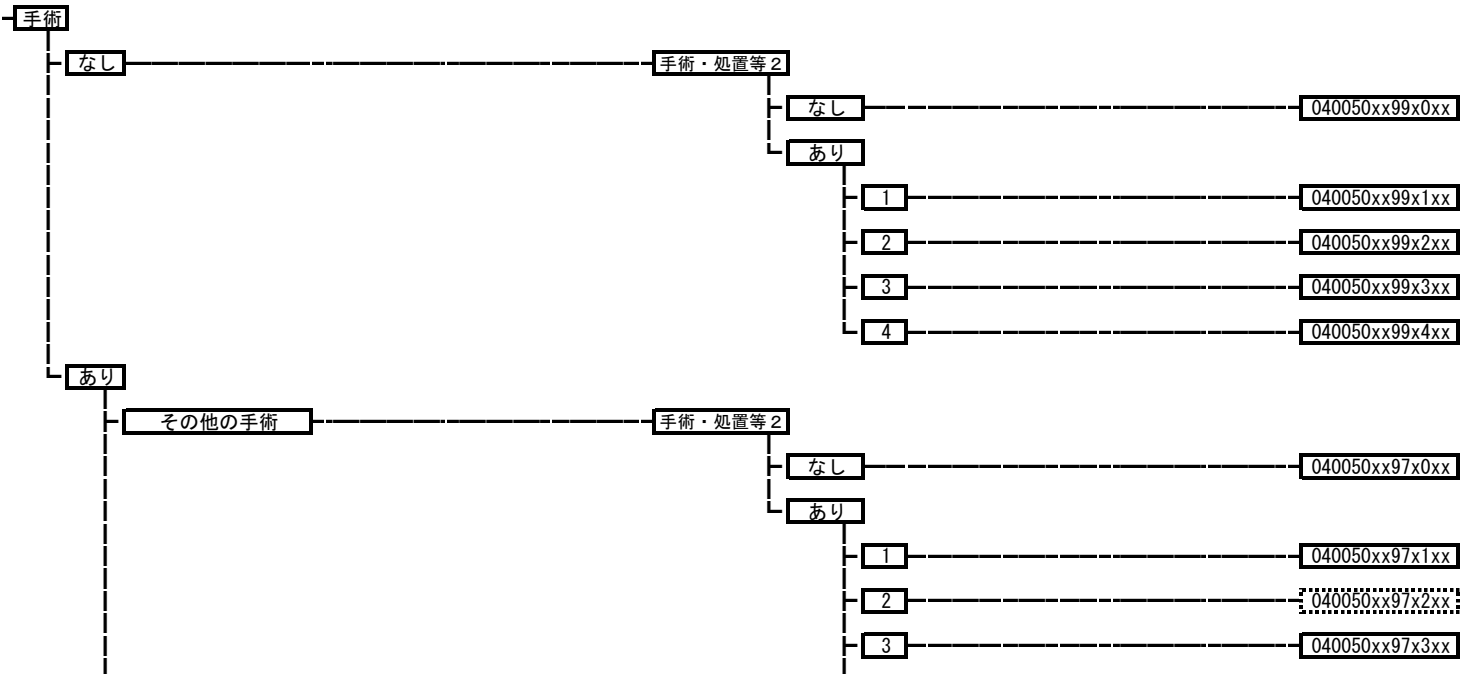 手術
なし 手術・処置等2
なし 040050xx99x0xx
あり
1 040050xx99x1xx
2 040050xx99x2xx
3 040050xx99x3xx
4 040050xx99x4xx
あり
その他の手術 手術・処置等2
なし 040050xx97x0xx
あり
1 040050xx97x1xx
2 040050xx97x2xx
3 040050xx97x3xx